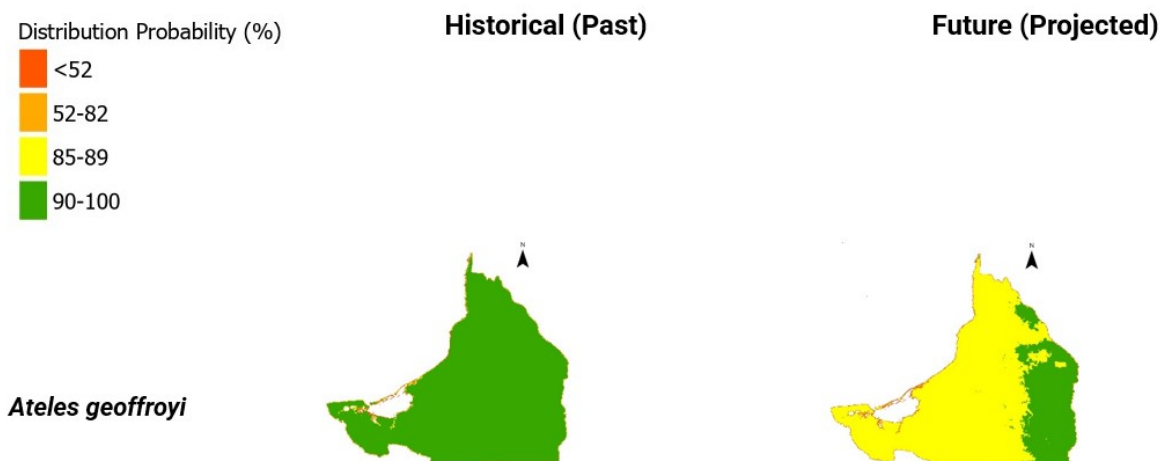 Distribution Probability (%)
<52
52-82
85-89
90-100
Historical (Past)
Future (Projected)
N
N
Ateles geoffroyi